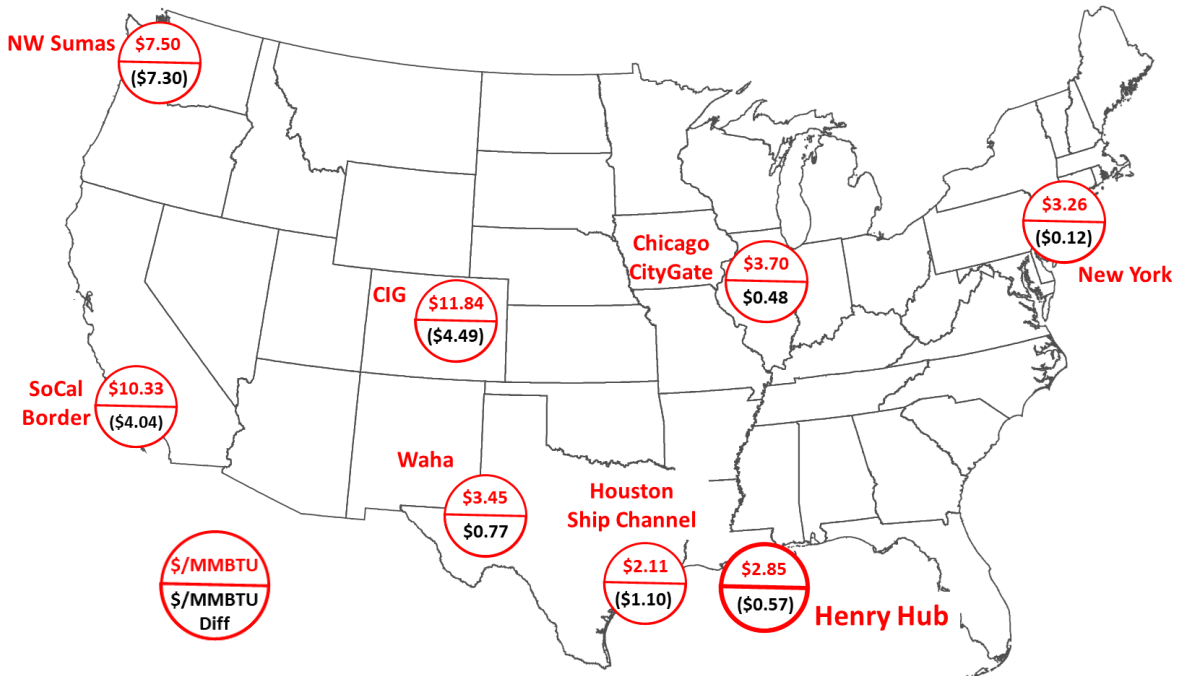 NW Sumas
$7.50
($7.30)
$3.26
($0.12)
New York
Chicago
CityGate
$3.70
$0.48
CIG
$11.84
($4.49)
SoCal
Border
$10.33
($4.04)
Waha
$3.45
$0.77
Houston
Ship Channel
$2.11
($1.10)
$2.85
($0.57)
Henry Hub
$/MMBTU
$/MMBTU
Diff